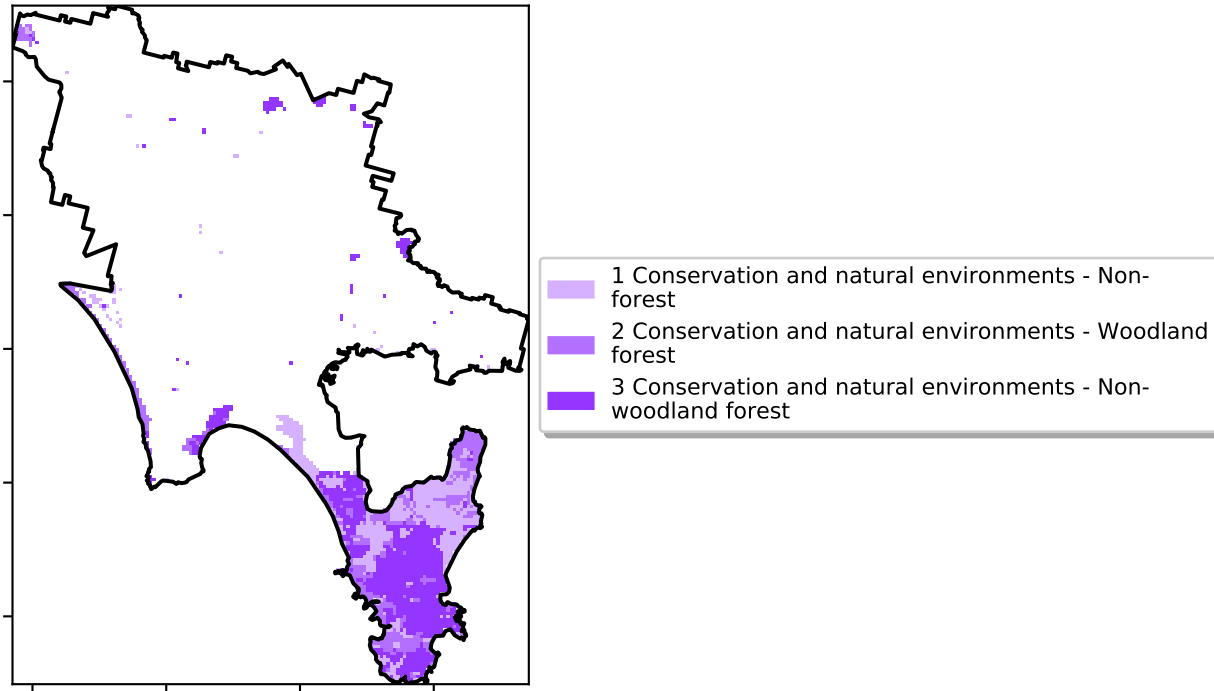 1 Conservation and natural environments - Non-
forest
2 Conservation and natural environments - Woodland
forest
3 Conservation and natural environments - Non-
woodland forest